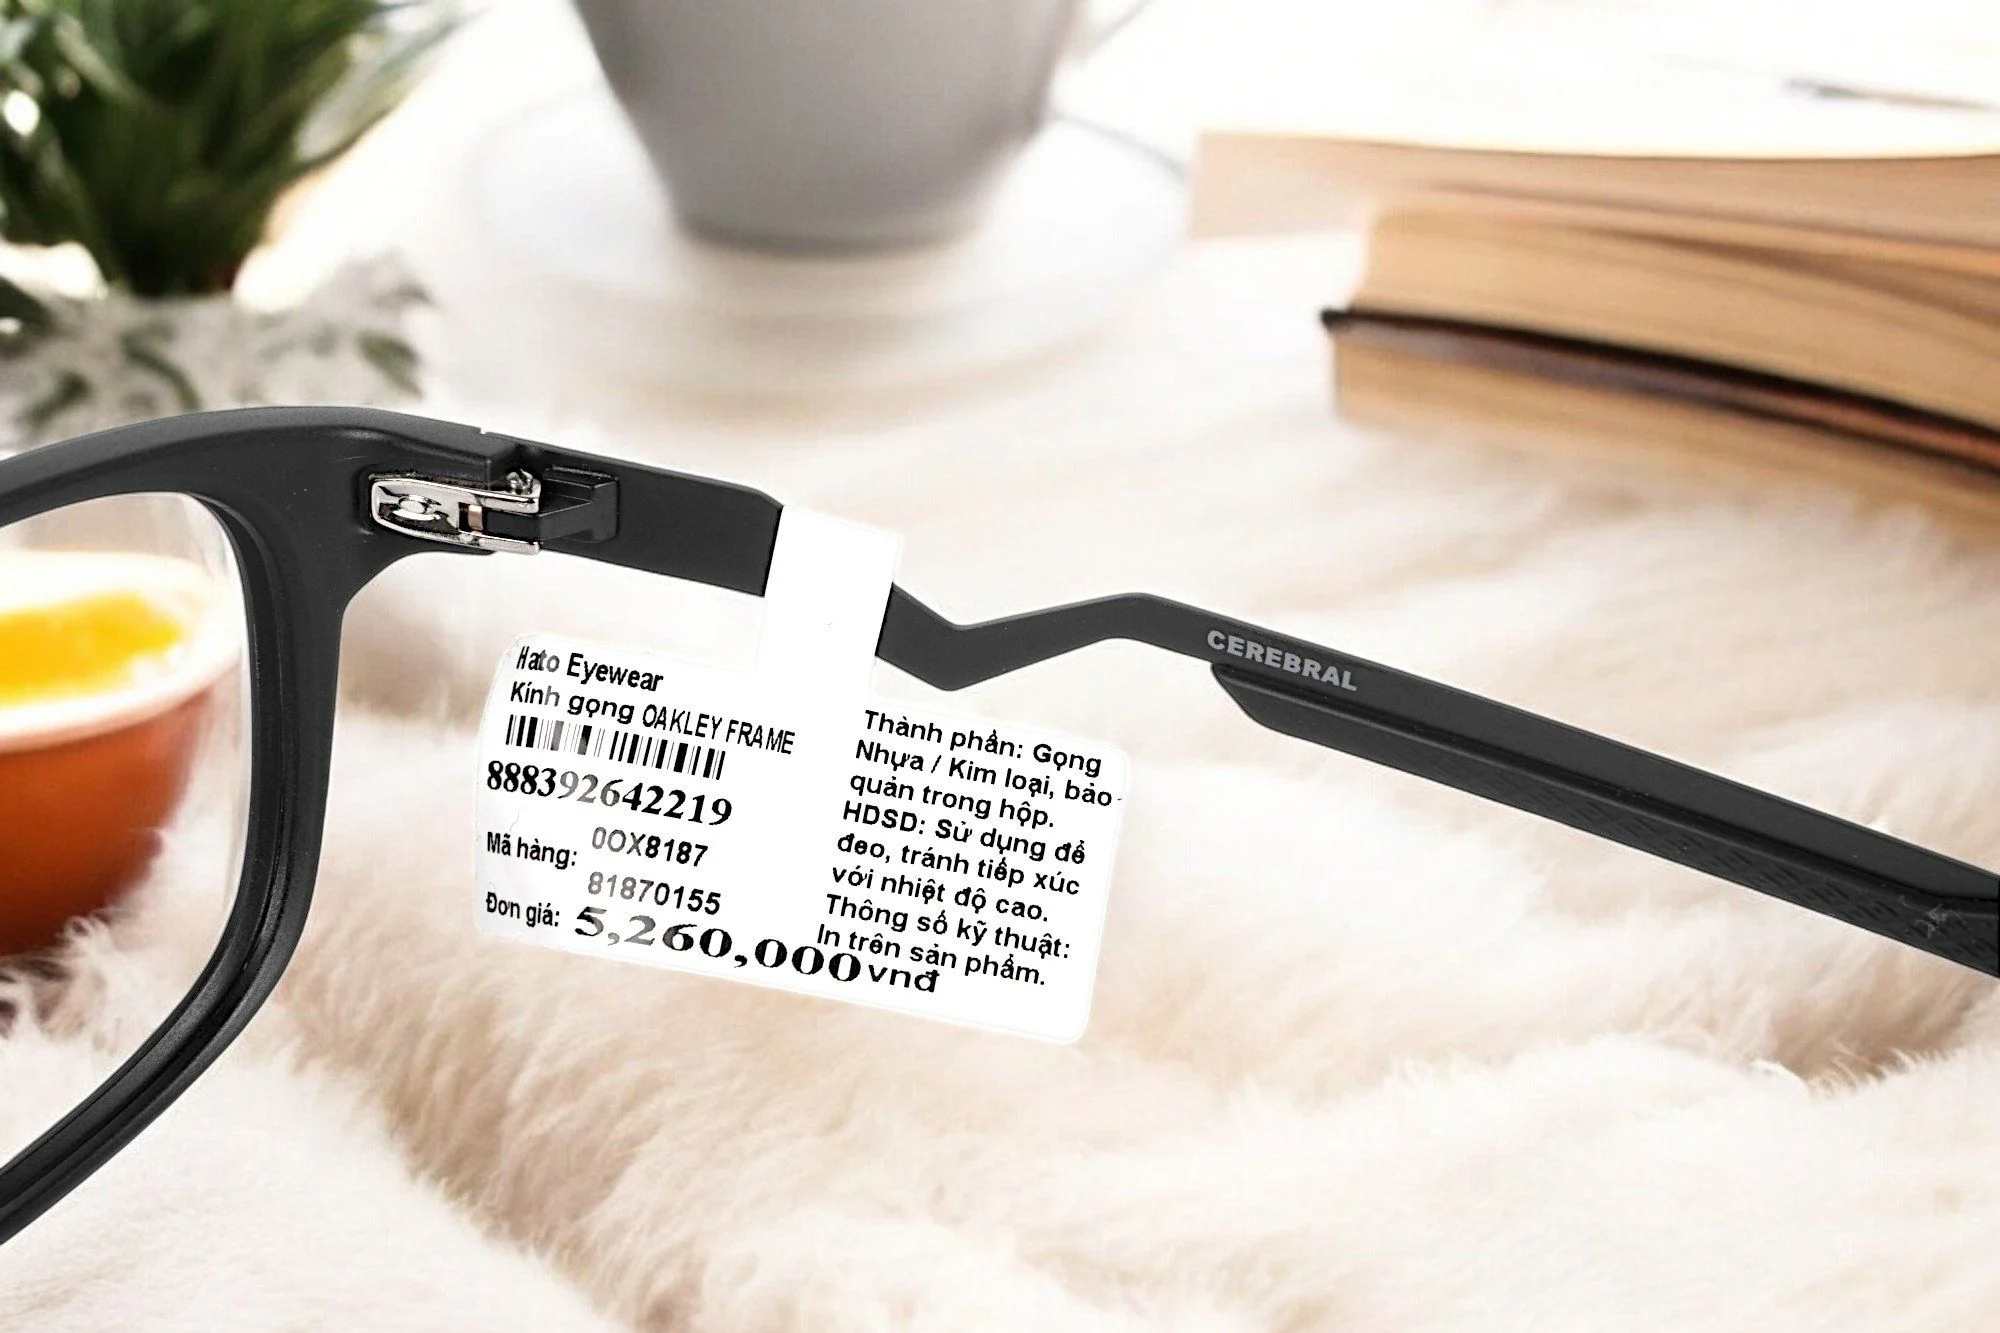 Hato Eyewear
Kính gọng OAKLEY FRAME
888392642219
Mã hàng: 0OX8187
81870155
Đơn giá: 5,260,000vnđ
Thành phần: Gọng
Nhựa / Kim loại, bảo
quản trong hộp.
HDSD: Sử dụng để
đeo, tránh tiếp xúc
với nhiệt độ cao.
Thông số kỹ thuật:
In trên sản phẩm.
CEREBRAL